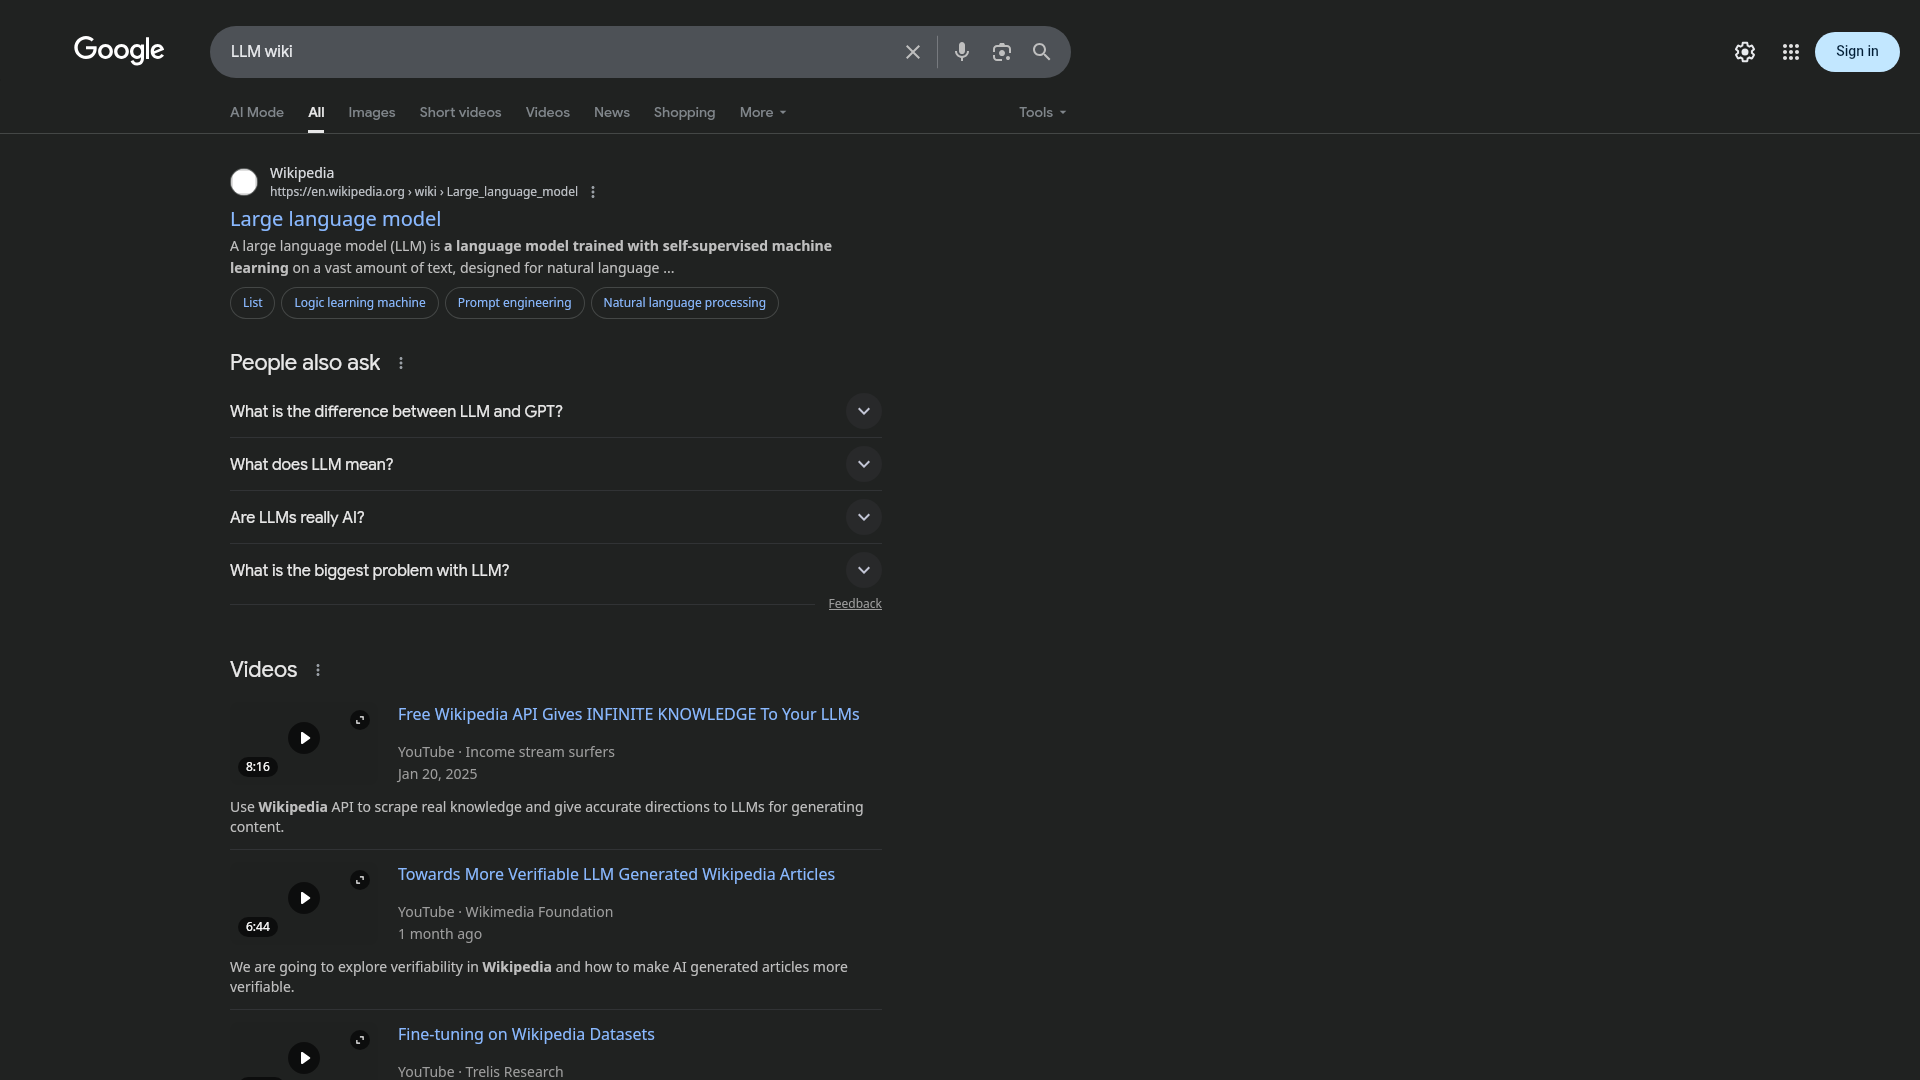 Google
LLM wiki
Sign in
AI Mode All Images Short videos Videos News Shopping More Tools
Wikipedia
https://en.wikipedia.org › wiki › Large_language_model
Large language model
A large language model (LLM) is a language model trained with self-supervised machine
learning on a vast amount of text, designed for natural language ...
List Logic learning machine Prompt engineering Natural language processing
People also ask
What is the difference between LLM and GPT?
What does LLM mean?
Are LLMs really AI?
What is the biggest problem with LLM?
Feedback
Videos
Free Wikipedia API Gives INFINITE KNOWLEDGE To Your LLMs
YouTube · Income stream surfers
8:16
Jan 20, 2025
Use Wikipedia API to scrape real knowledge and give accurate directions to LLMs for generating
content.
Towards More Verifiable LLM Generated Wikipedia Articles
YouTube · Wikimedia Foundation
6:44
1 month ago
We are going to explore verifiability in Wikipedia and how to make AI generated articles more
verifiable.
Fine-tuning on Wikipedia Datasets
YouTube · Trelis Research